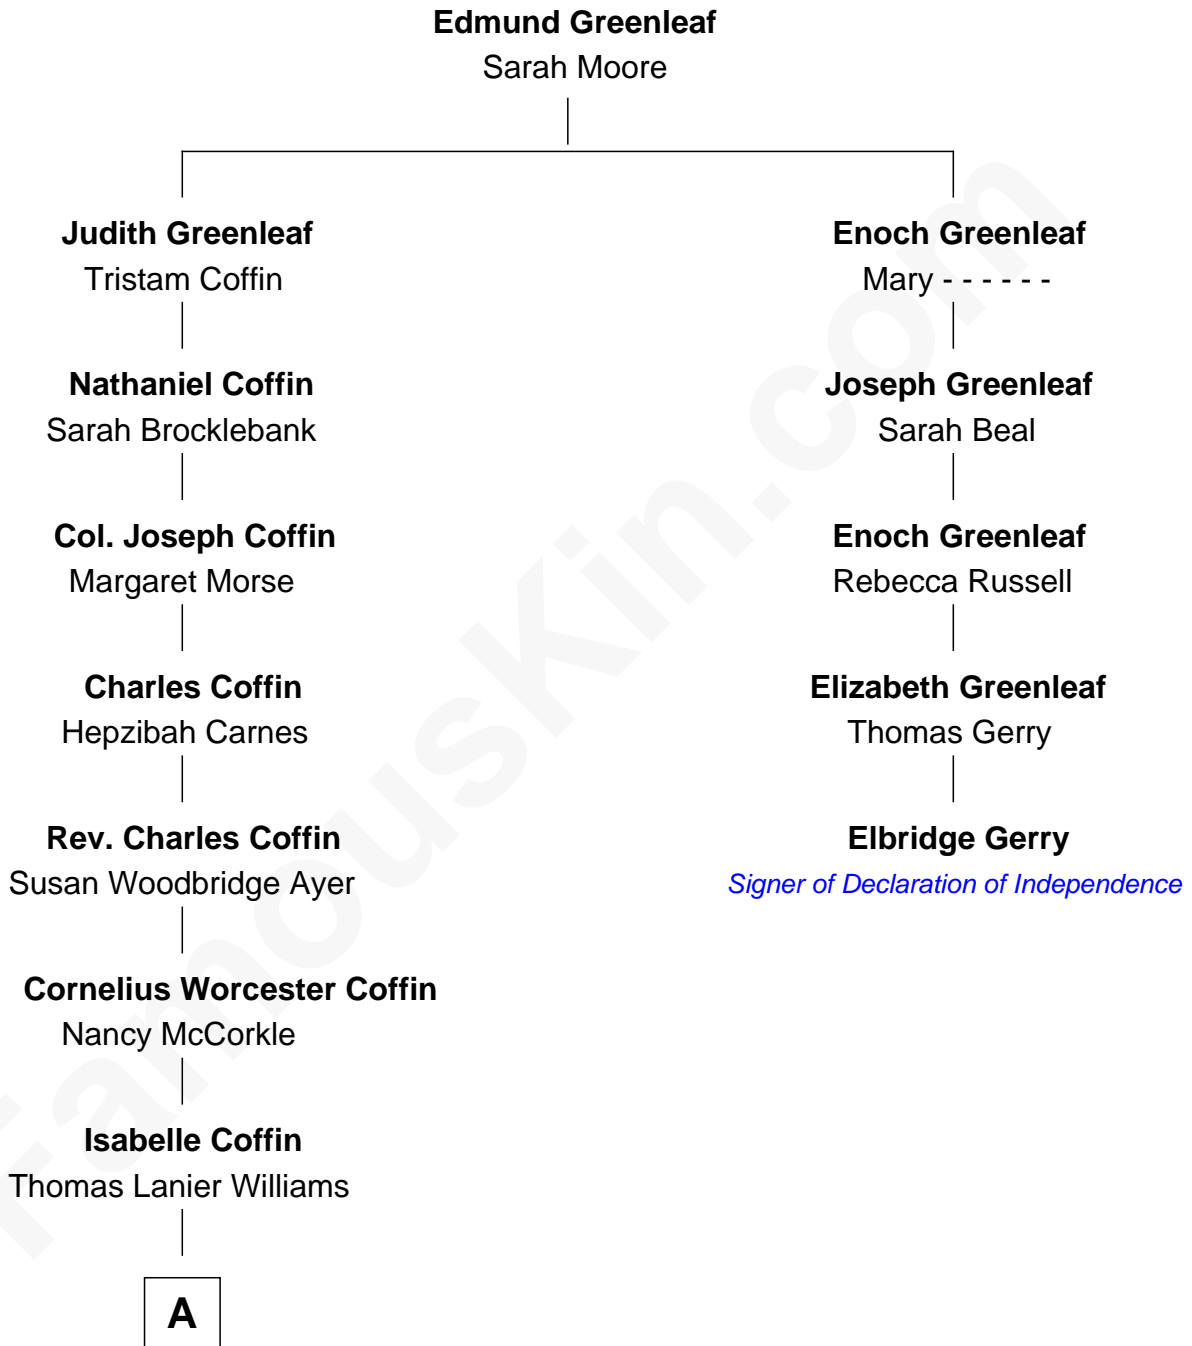 Edmund Greenleaf
Sarah Moore
Judith Greenleaf
Tristam Coffin
Nathaniel Coffin
Sarah Brocklebank
Col. Joseph Coffin
Margaret Morse
Charles Coffin
Hepzibah Carnes
Rev. Charles Coffin
Susan Woodbridge Ayer
Cornelius Worcester Coffin
Nancy McCorkle
Isabelle Coffin
Thomas Lanier Williams
A
Enoch Greenleaf
Mary - - - - - -
Joseph Greenleaf
Sarah Beal
Enoch Greenleaf
Rebecca Russell
Elizabeth Greenleaf
Thomas Gerry
Elbridge Gerry
Signer of Declaration of Independence
FamousKin.com